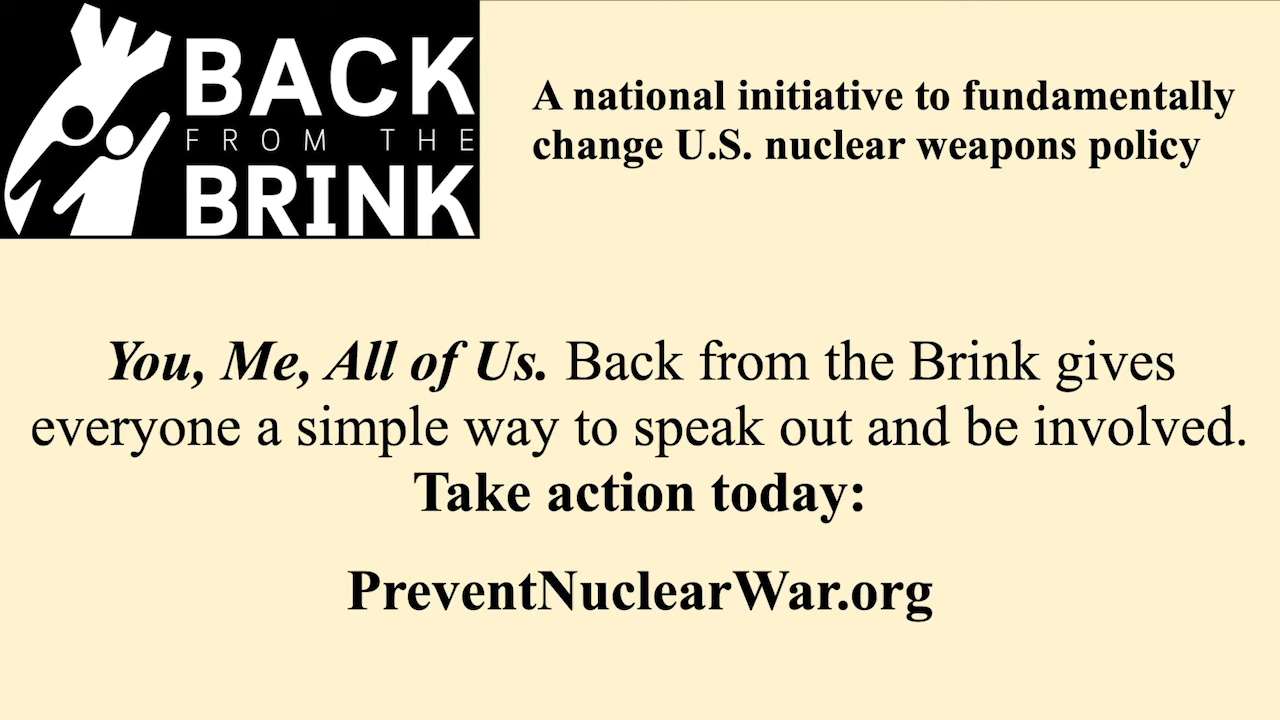 BACK
FROM THE
BRINK
A national initiative to fundamentally
change U.S. nuclear weapons policy
You, Me, All of Us. Back from the Brink gives
everyone a simple way to speak out and be involved.
Take action today:
PreventNuclearWar.org